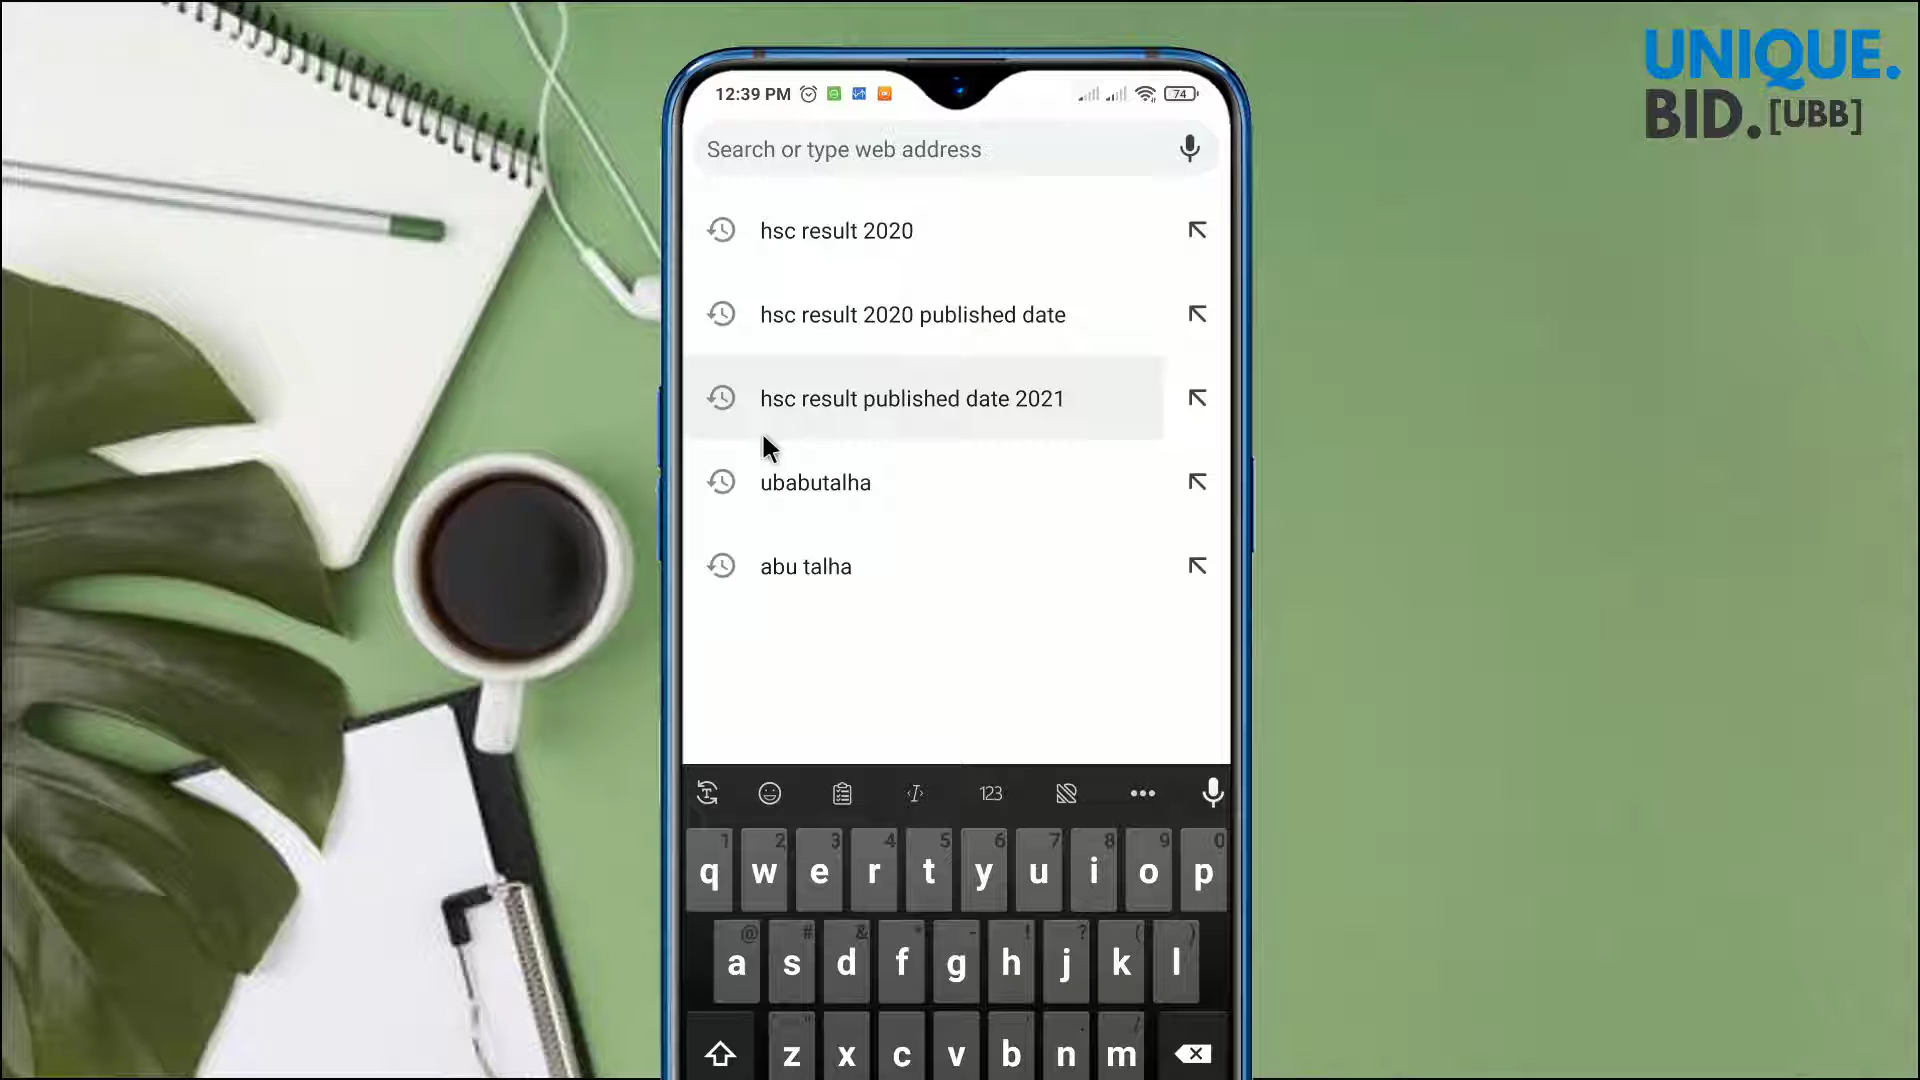 UNIQUE.
BID. [UBB]
12:39 PM
74
Search or type web address
hsc result 2020
hsc result 2020 published date
hsc result published date 2021
ubabutalha
abu talha
123
1 2 3 4 5 6 7 8 9 0
q w e r t y u i o p
@ # & * - ! ? ( )
a s d f g h j k l
z x c v b n m